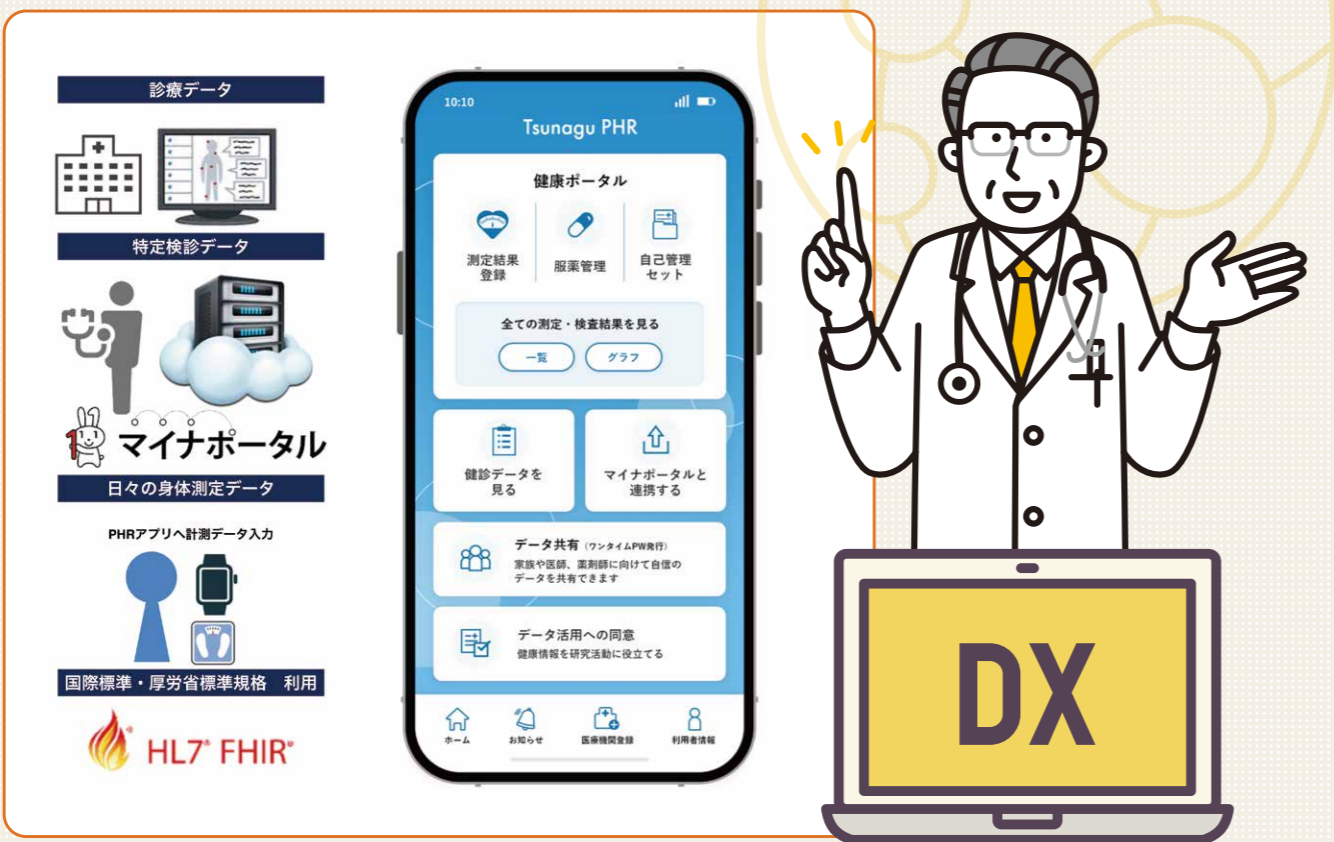 診療データ
特定検診データ
マイナポータル
日々の身体測定データ
PHRアプリへ計測データ入力
国際標準・厚労省標準規格 利用
HL7® FHIR®
10:10
Tsunagu PHR
健康ポータル
測定結果
登録
服薬管理
自己管理
セット
全ての測定・検査結果を見る
一覧
グラフ
健診データを
見る
マイナポータルと
連携する
データ共有（ワンタイムPW発行）
家族や医師、薬剤師に向けて自信の
データを共有できます
データ活用への同意
健康情報を研究活動に役立てる
ホーム
お知らせ
医療機関登録
利用者情報
DX